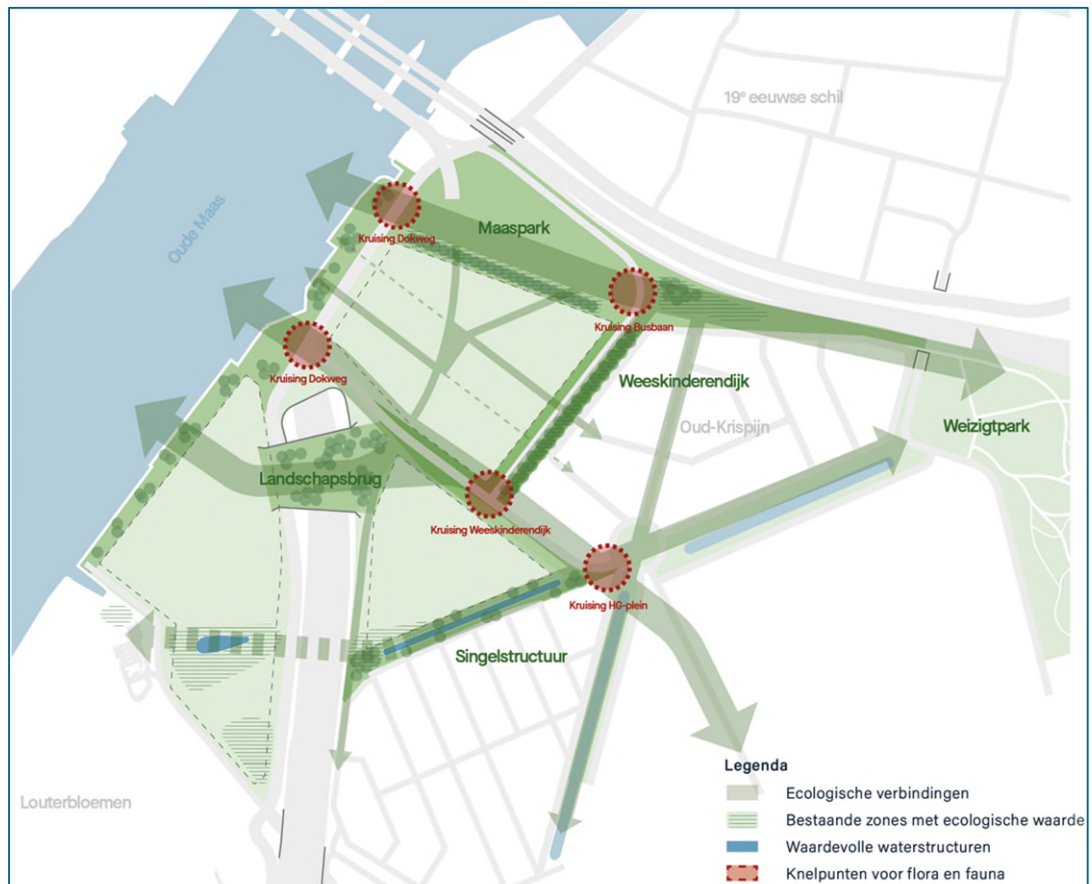 19e eeuwse schil
Oude Maas
Maaspark
Kruising Dokweg
Kruising Busbaan
Kruising Dokweg
Weeskinderendijk
Oud-Krispijn
Weizigtpark
Landschapsbrug
Kruising Weeskinderendijk
Kruising HG-plein
Singelstructuur
Louterbloemen
Legenda
Ecologische verbindingen
Bestaande zones met ecologische waarde
Waardevolle waterstructuren
Knelpunten voor flora en fauna